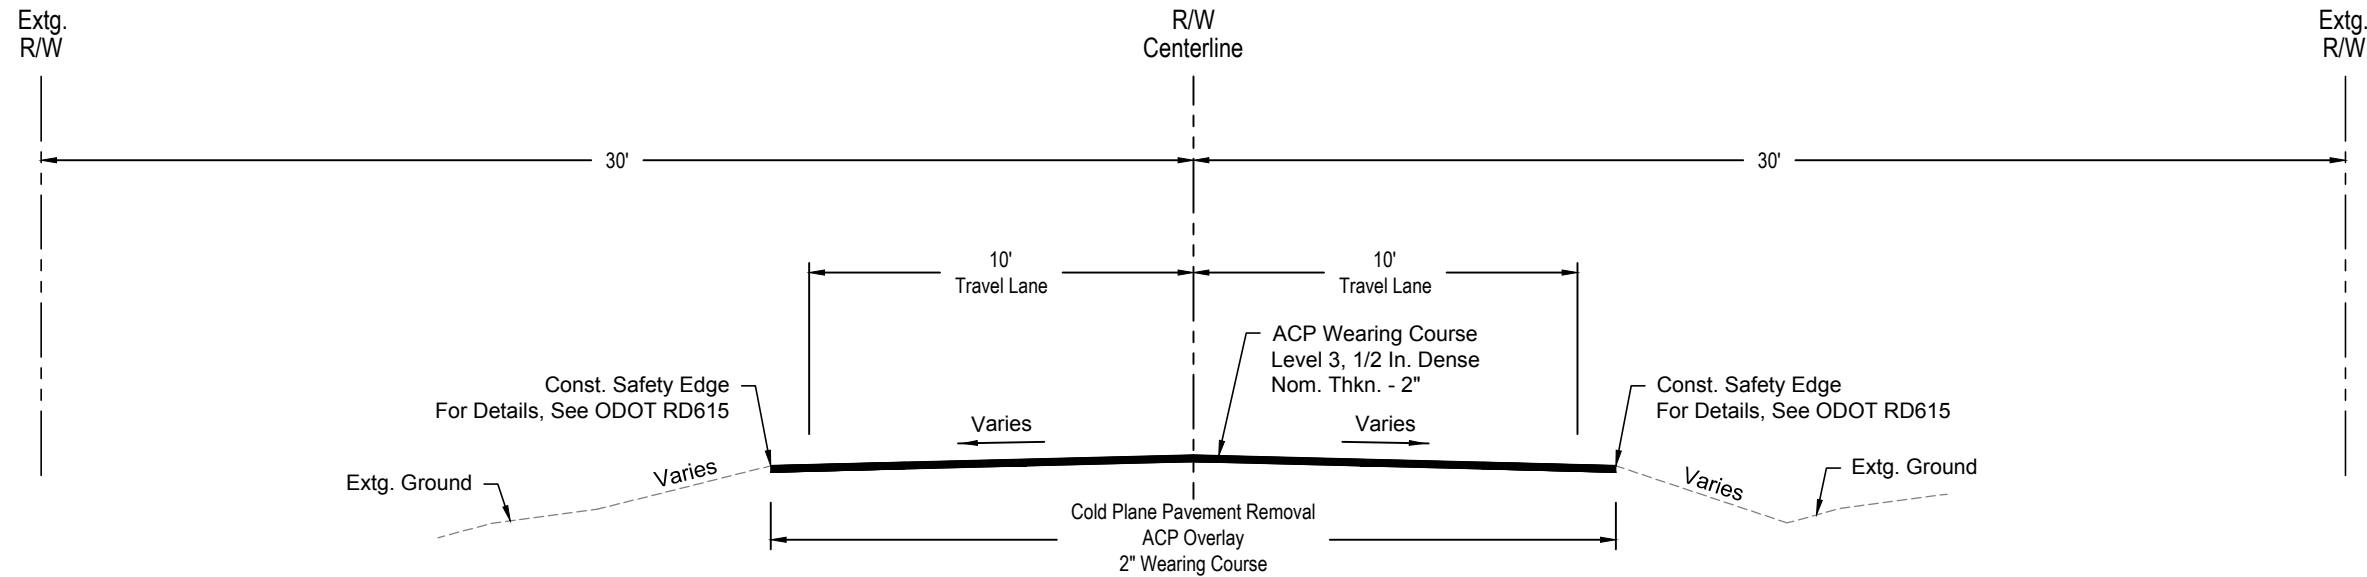 Extg.
R/W
R/W
Centerline
Extg.
R/W
30'
30'
10'
Travel Lane
10'
Travel Lane
ACP Wearing Course
Level 3, 1/2 In. Dense
Nom. Thkn. - 2"
Const. Safety Edge
For Details, See ODOT RD615
Const. Safety Edge
For Details, See ODOT RD615
Varies
Varies
Extg. Ground
Varies
Varies
Extg. Ground
Cold Plane Pavement Removal
ACP Overlay
2" Wearing Course